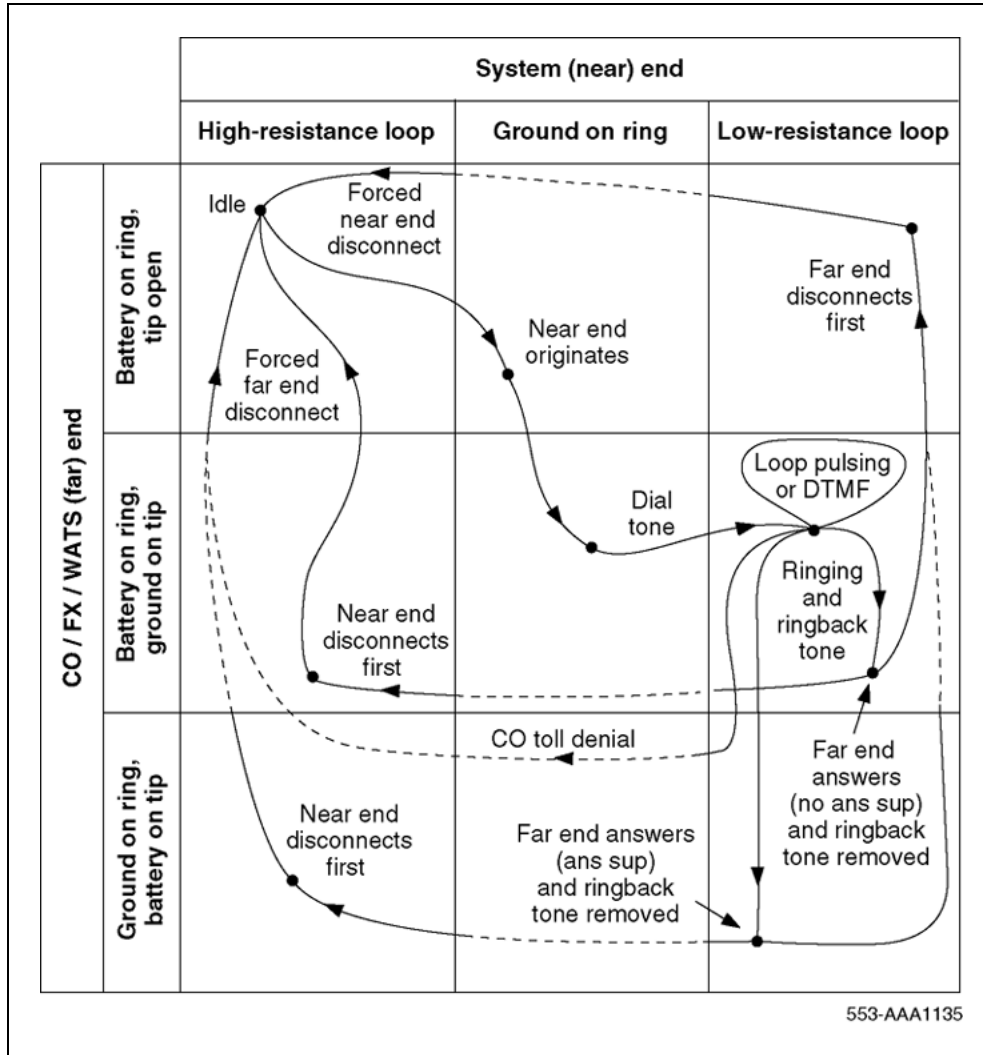 System (near) end
High-resistance loop
Ground on ring
Low-resistance loop
CO / FX / WATS (far) end
Battery on ring,
tip open
Idle
Forced
near end
disconnect
Near end
originates
Far end
disconnects
first
Forced
far end
disconnect
Battery on ring,
ground on tip
Loop pulsing
or DTMF
Dial
tone
Ringing
and
ringback
tone
Near end
disconnects
first
Ground on ring,
battery on tip
CO toll denial
Near end
disconnects
first
Far end answers
(ans sup)
and ringback
tone removed
Far end
answers
(no ans sup)
and ringback
tone removed
553-AAA1135